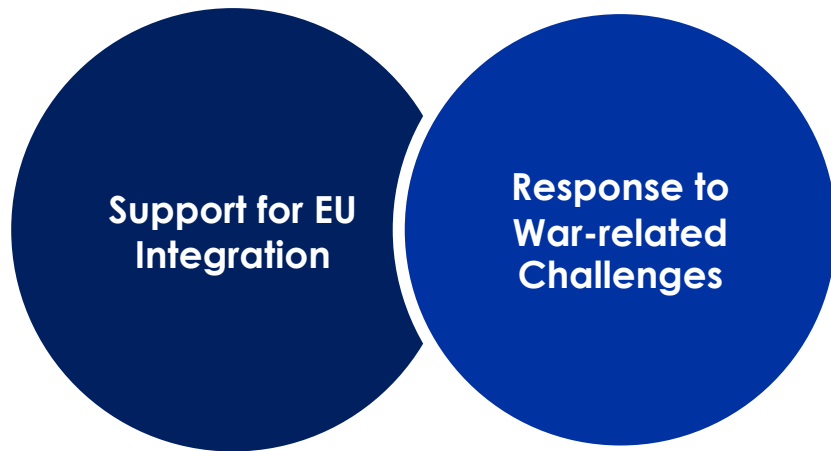 Support for EU
Integration
Response to
War-related
Challenges